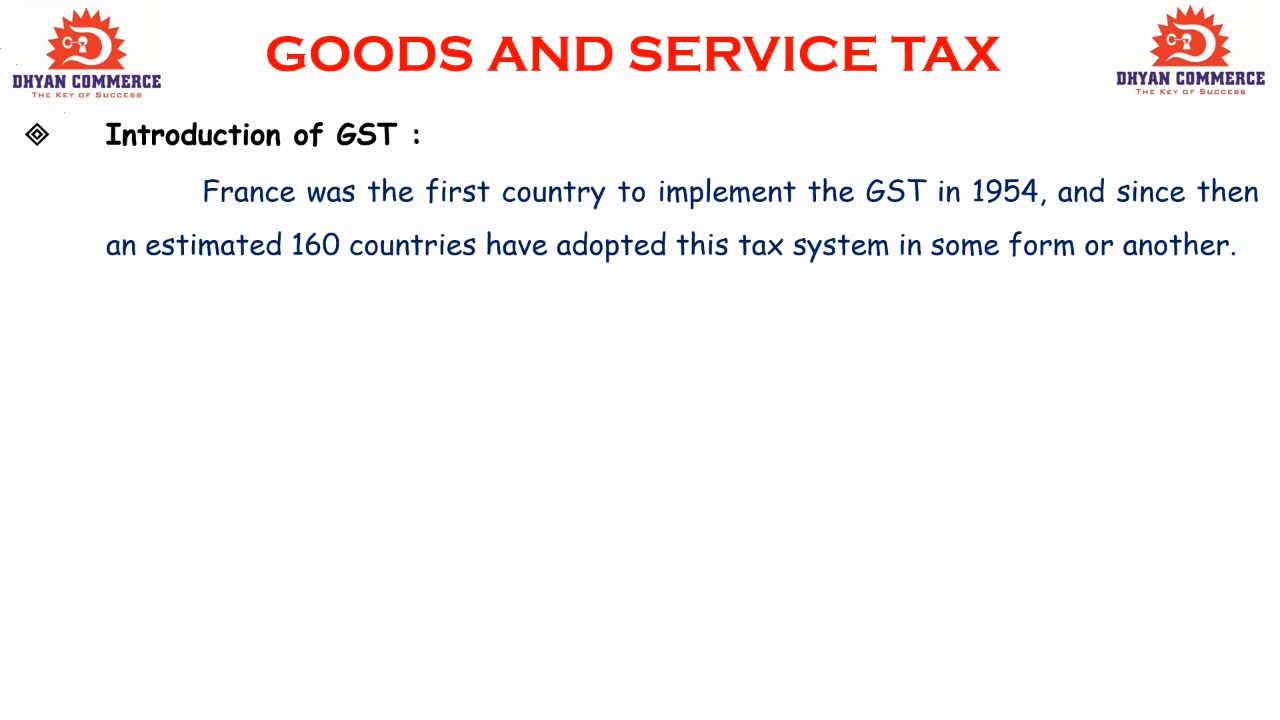 DHYAN COMMERCE
The Key of Success
GOODS AND SERVICE TAX
DHYAN COMMERCE
The Key of Success
Introduction of GST :
France was the first country to implement the GST in 1954, and since then
an estimated 160 countries have adopted this tax system in some form or another.